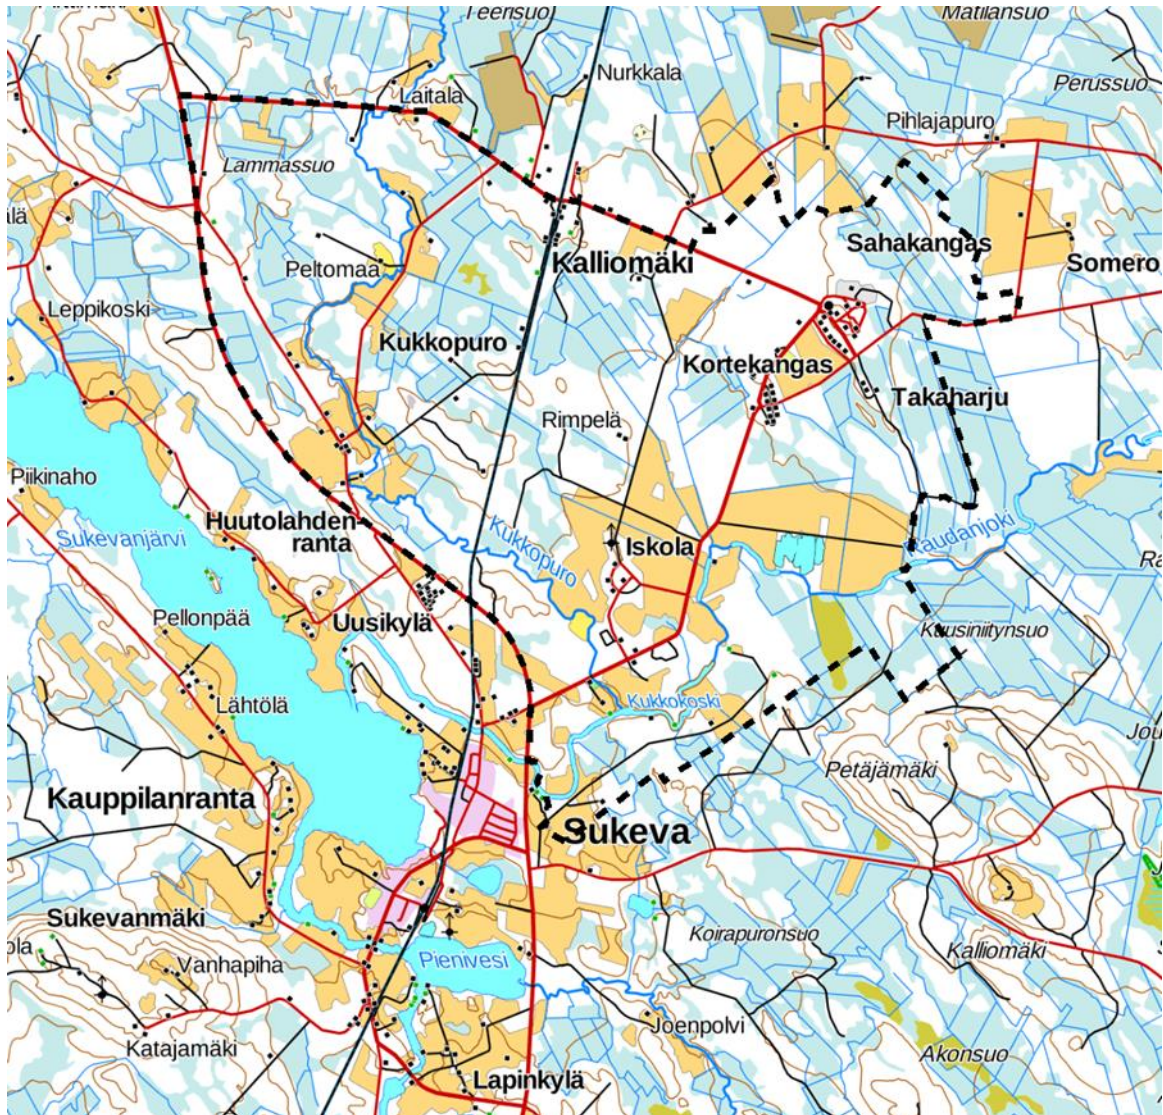 Teerisuo
Matilansuo
Nurkkala
Perussuo
Laitala
Pihlajapuro
Lammassuo
Sahakangas
Peltomaa
Kalliomäki
Somero
Leppikoski
Kukkopuro
Kortekangas
Takaharju
Rimpelä
Piikinaho
Huutolahden-
ranta
Sukevanjärvi
Kukkopuro
Iskola
Laudanjoki
Pellonpää
Uusikylä
Kuusiniitynsuo
Lähtölä
Kukkokoski
Jou
Petäjämäki
Kauppilanranta
Sukeva
Sukevanmäki
Koirapuronsuo
Kalliomäki
Vanhapiha
Pienivesi
Joenpolvi
Katajamäki
Akonsuo
Lapinkylä